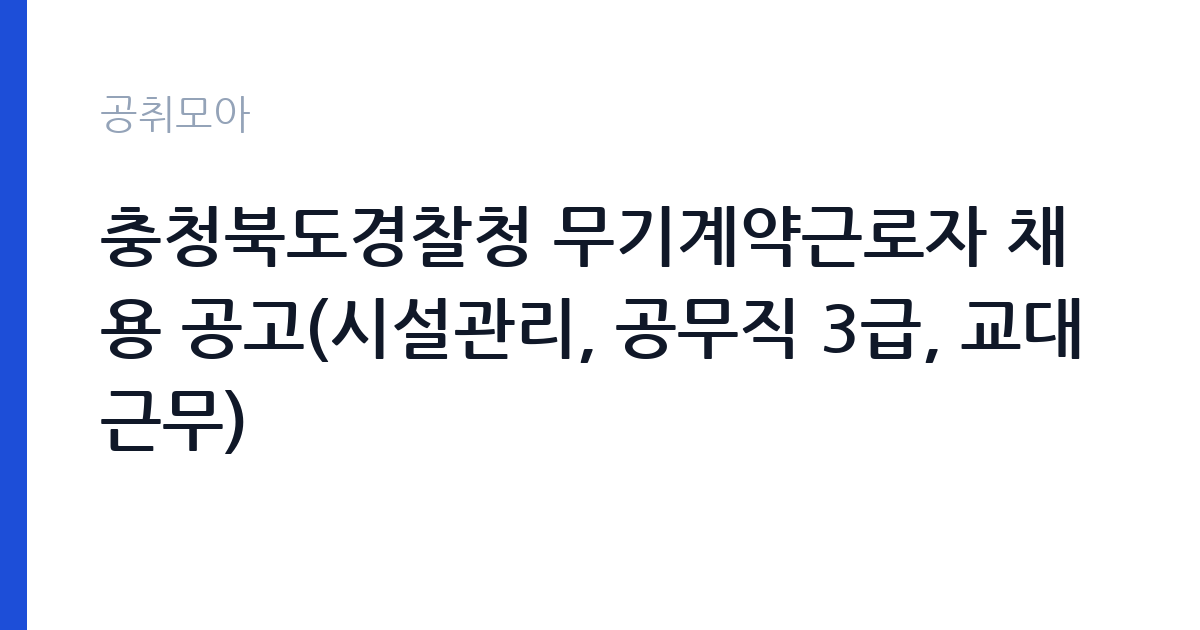 공취모아
충청북도경찰청 무기계약근로자 채
용 공고(시설관리, 공무직 3급, 교대
근무)